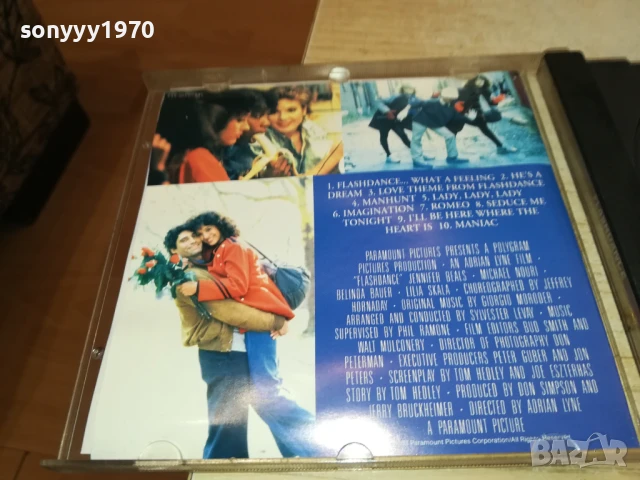 sonyyy1970
1. FLASHDANCE... WHAT A FEELING 2. HE'S A
DREAM 3. LOVE THEME FROM FLASHDANCE
4. MANHUNT 5. LADY, LADY, LADY
6. IMAGINATION 7. ROMEO 8. SEDUCE ME
TONIGHT 9. I'LL BE HERE WHERE THE
HEART IS 10. MANIAC
PARAMOUNT PICTURES PRESENTS A POLYGRAM
PICTURES PRODUCTION · AN ADRIAN LYNE FILM ·
"FLASHDANCE" JENNIFER BEALS · MICHAEL NOURI ·
BELINDA BAUER · LILIA SKALA · CHOREOGRAPHED BY JEFFREY
HORNADAY · ORIGINAL MUSIC BY GIORGIO MORODER ·
ARRANGED AND CONDUCTED BY SYLVESTER LEVAY · MUSIC
SUPERVISED BY PHIL RAMONE · FILM EDITORS BUD SMITH AND
WALT MULCONERY · DIRECTOR OF PHOTOGRAPHY DON
PETERMAN · EXECUTIVE PRODUCERS PETER GUBER AND JON
PETERS · SCREENPLAY BY TOM HEDLEY AND JOE ESZTERHAS
STORY BY TOM HEDLEY · PRODUCED BY DON SIMPSON AND
JERRY BRUCKHEIMER · DIRECTED BY ADRIAN LYNE
A PARAMOUNT PICTURE
Paramount Pictures Corporation/All Rights Reserved
BAZAR
bg